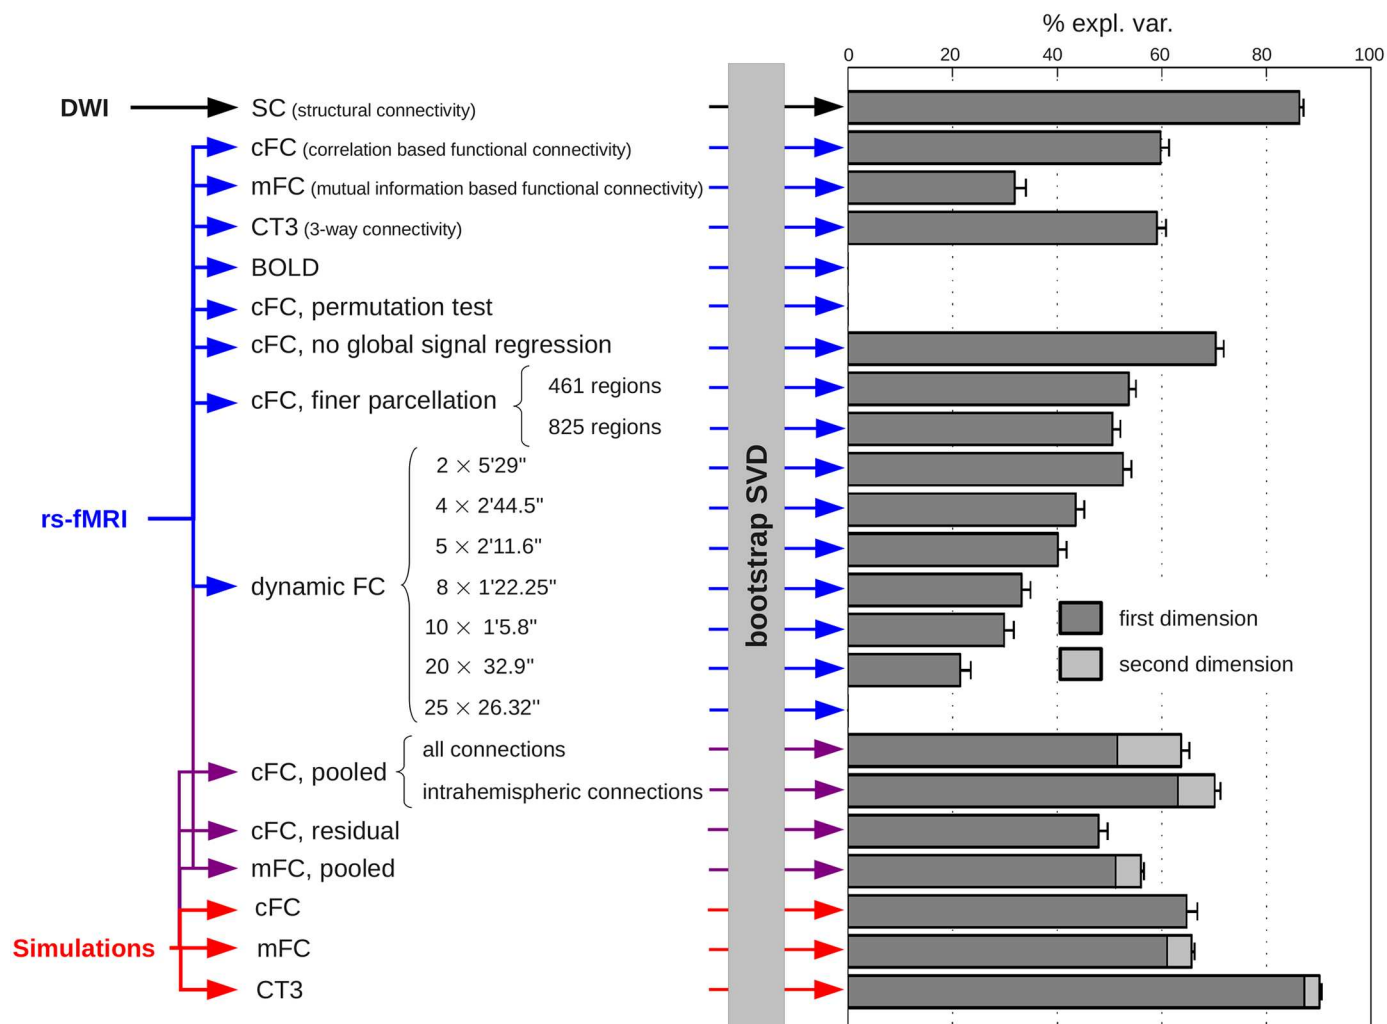 % expl. var.
0 20 40 60 80 100
DWI SC (structural connectivity)
cFC (correlation based functional connectivity)
mFC (mutual information based functional connectivity)
CT3 (3-way connectivity)
BOLD
cFC, permutation test
cFC, no global signal regression
cFC, finer parcellation
461 regions
825 regions
rs-fMRI
dynamic FC
2 × 5'29"
4 × 2'44.5"
5 × 2'11.6"
8 × 1'22.25"
10 × 1'5.8"
20 × 32.9"
25 × 26.32"
cFC, pooled
all connections
intrahemispheric connections
cFC, residual
mFC, pooled
Simulations
cFC
mFC
CT3
bootstrap SVD
first dimension
second dimension